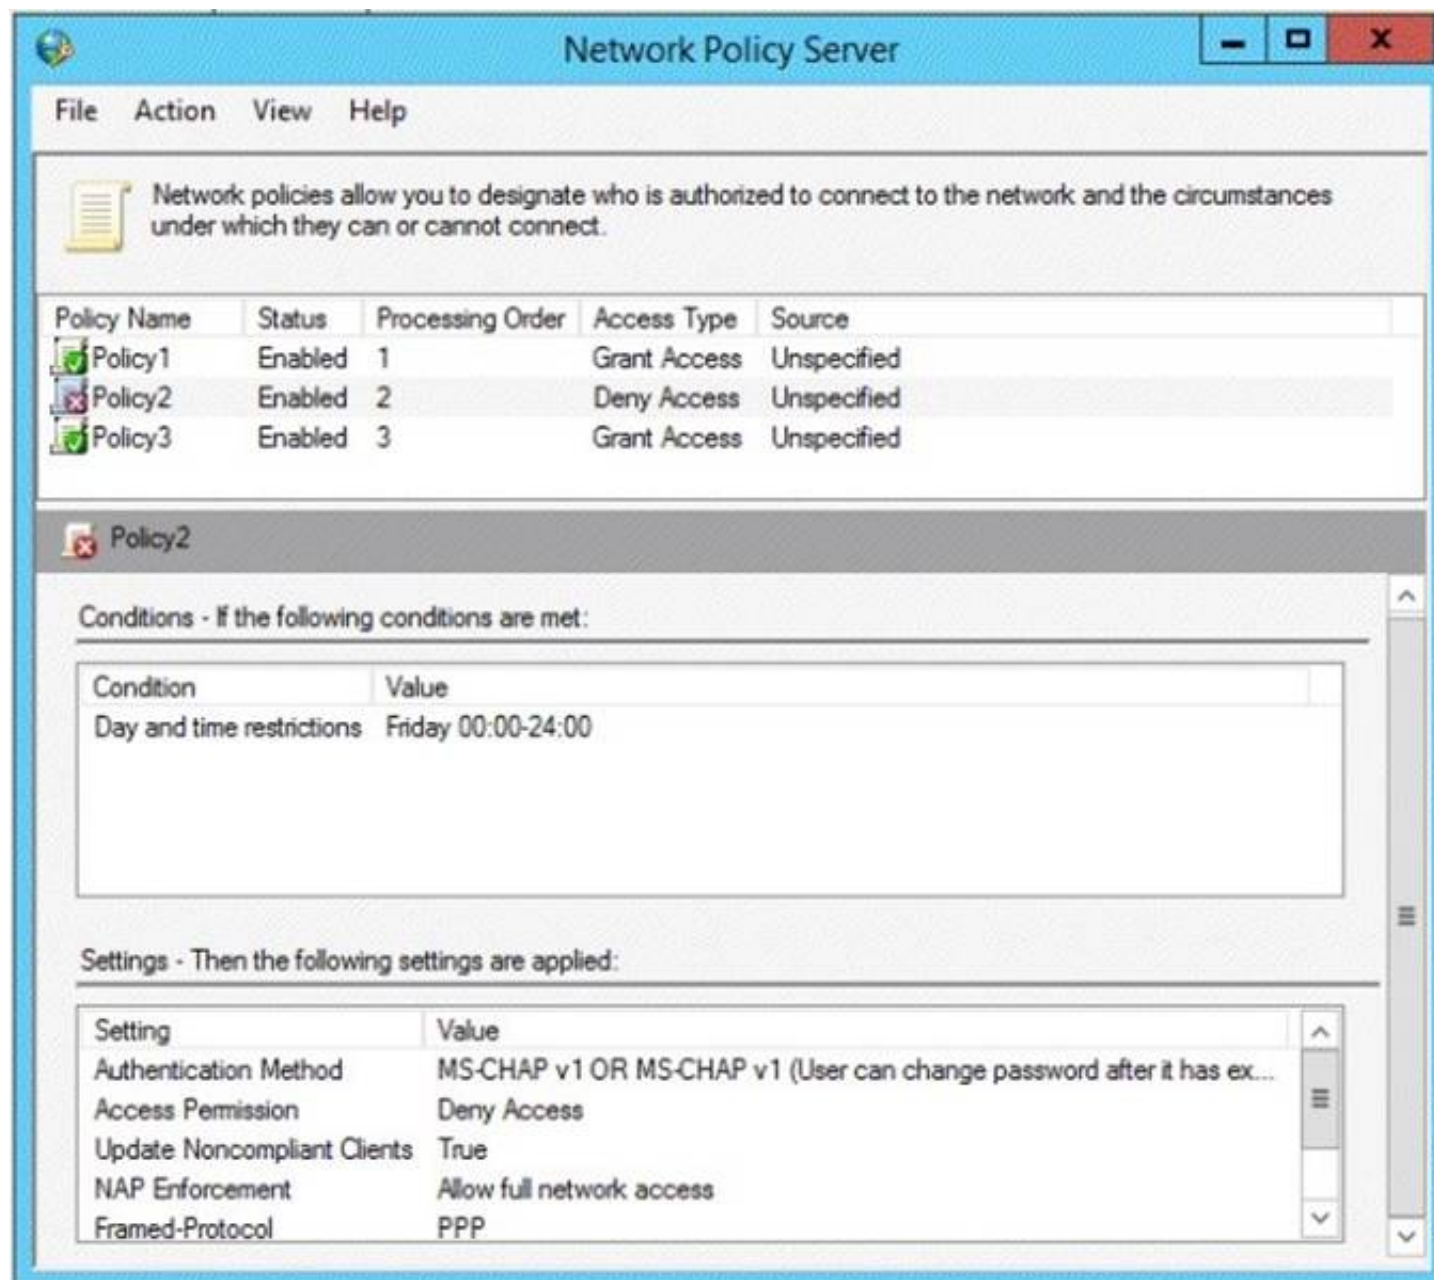 Network Policy Server
File Action View Help
Network policies allow you to designate who is authorized to connect to the network and the circumstances
under which they can or cannot connect.
Policy Name Status Processing Order Access Type Source
Policy1 Enabled 1 Grant Access Unspecified
Policy2 Enabled 2 Deny Access Unspecified
Policy3 Enabled 3 Grant Access Unspecified
Policy2
Conditions - If the following conditions are met:
Condition Value
Day and time restrictions Friday 00:00-24:00
Settings - Then the following settings are applied:
Setting Value
Authentication Method MS-CHAP v1 OR MS-CHAP v1 (User can change password after it has ex...
Access Permission Deny Access
Update Noncompliant Clients True
NAP Enforcement Allow full network access
Framed-Protocol PPP